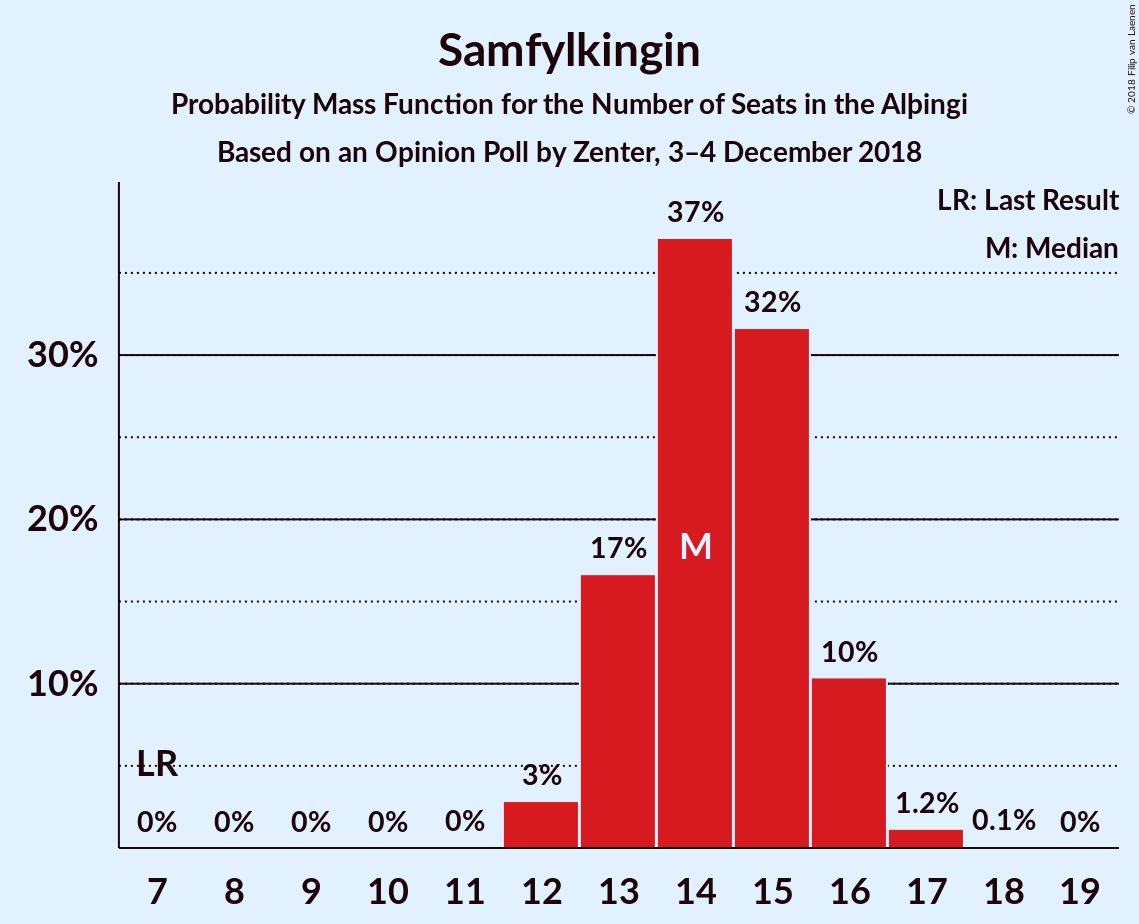 Samfylkingin
Probability Mass Function for the Number of Seats in the Alþingi
Based on an Opinion Poll by Zenter, 3–4 December 2018
© 2018 Filip van Laenen
LR: Last Result
M: Median
30%
20%
10%
LR
0%
0%
0%
0%
0%
3%
17%
37%
M
32%
10%
1.2%
0.1%
0%
7 8 9 10 11 12 13 14 15 16 17 18 19